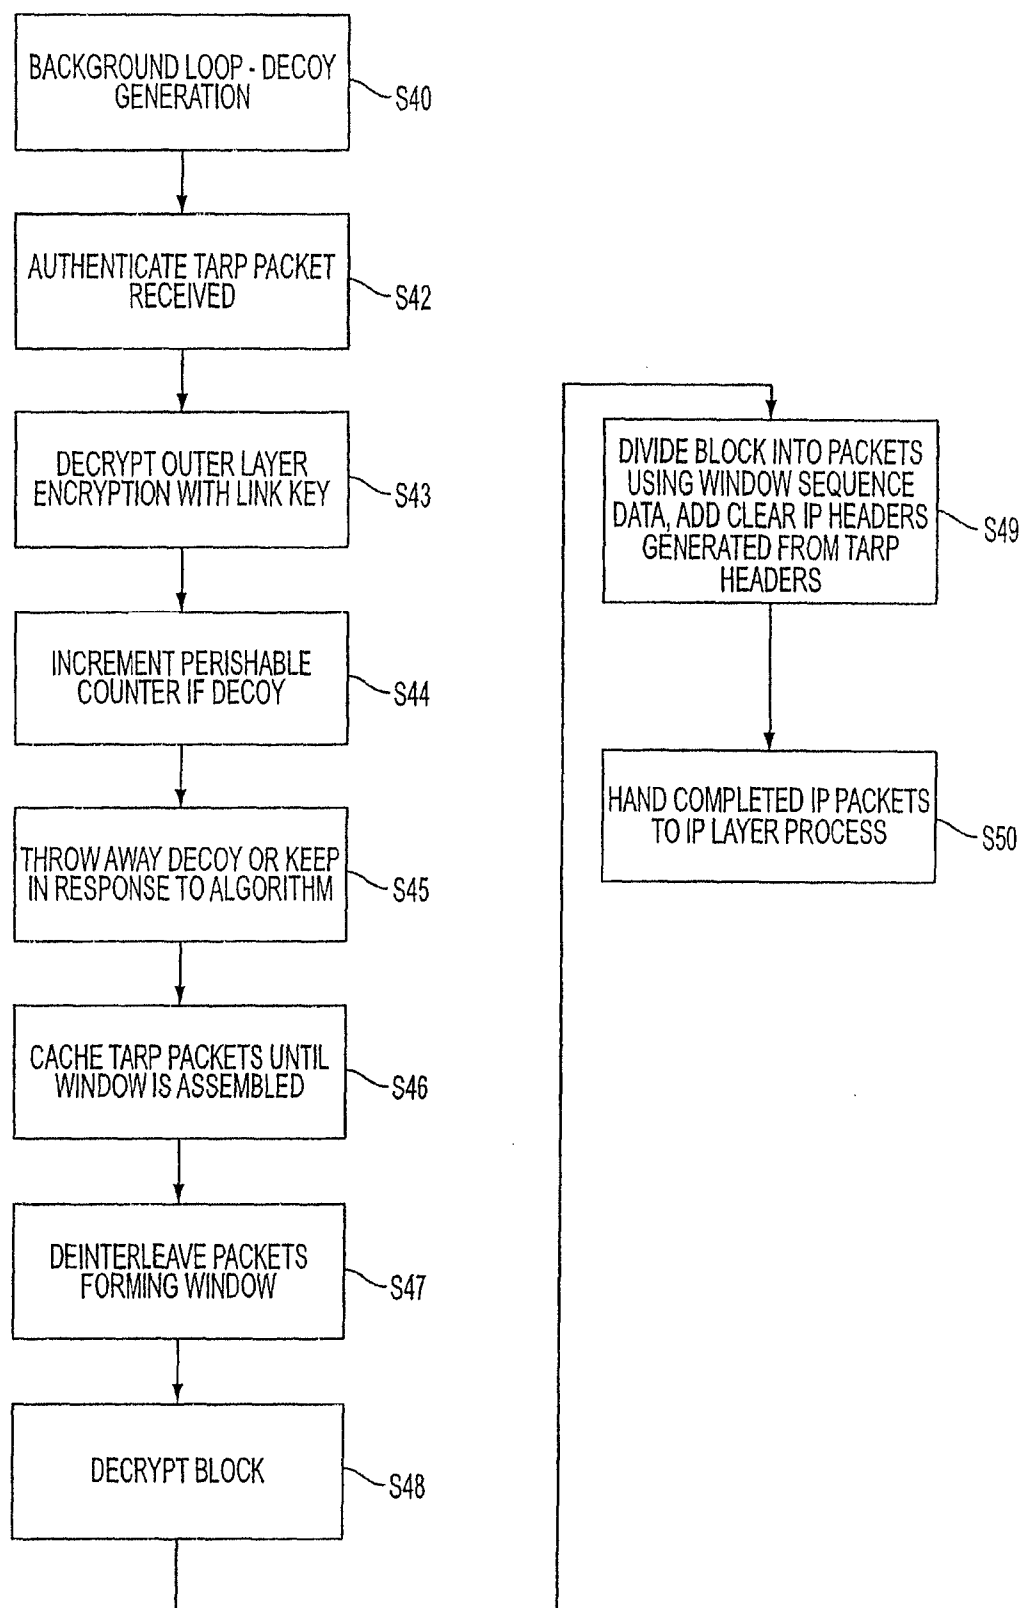 BACKGROUND LOOP - DECOY
GENERATION
S40
AUTHENTICATE TARP PACKET
RECEIVED
S42
DECRYPT OUTER LAYER
ENCRYPTION WITH LINK KEY
S43
INCREMENT PERISHABLE
COUNTER IF DECOY
S44
THROW AWAY DECOY OR KEEP
IN RESPONSE TO ALGORITHM
S45
CACHE TARP PACKETS UNTIL
WINDOW IS ASSEMBLED
S46
DEINTERLEAVE PACKETS
FORMING WINDOW
S47
DECRYPT BLOCK
S48
DIVIDE BLOCK INTO PACKETS
USING WINDOW SEQUENCE
DATA, ADD CLEAR IP HEADERS
GENERATED FROM TARP
HEADERS
S49
HAND COMPLETED IP PACKETS
TO IP LAYER PROCESS
S50